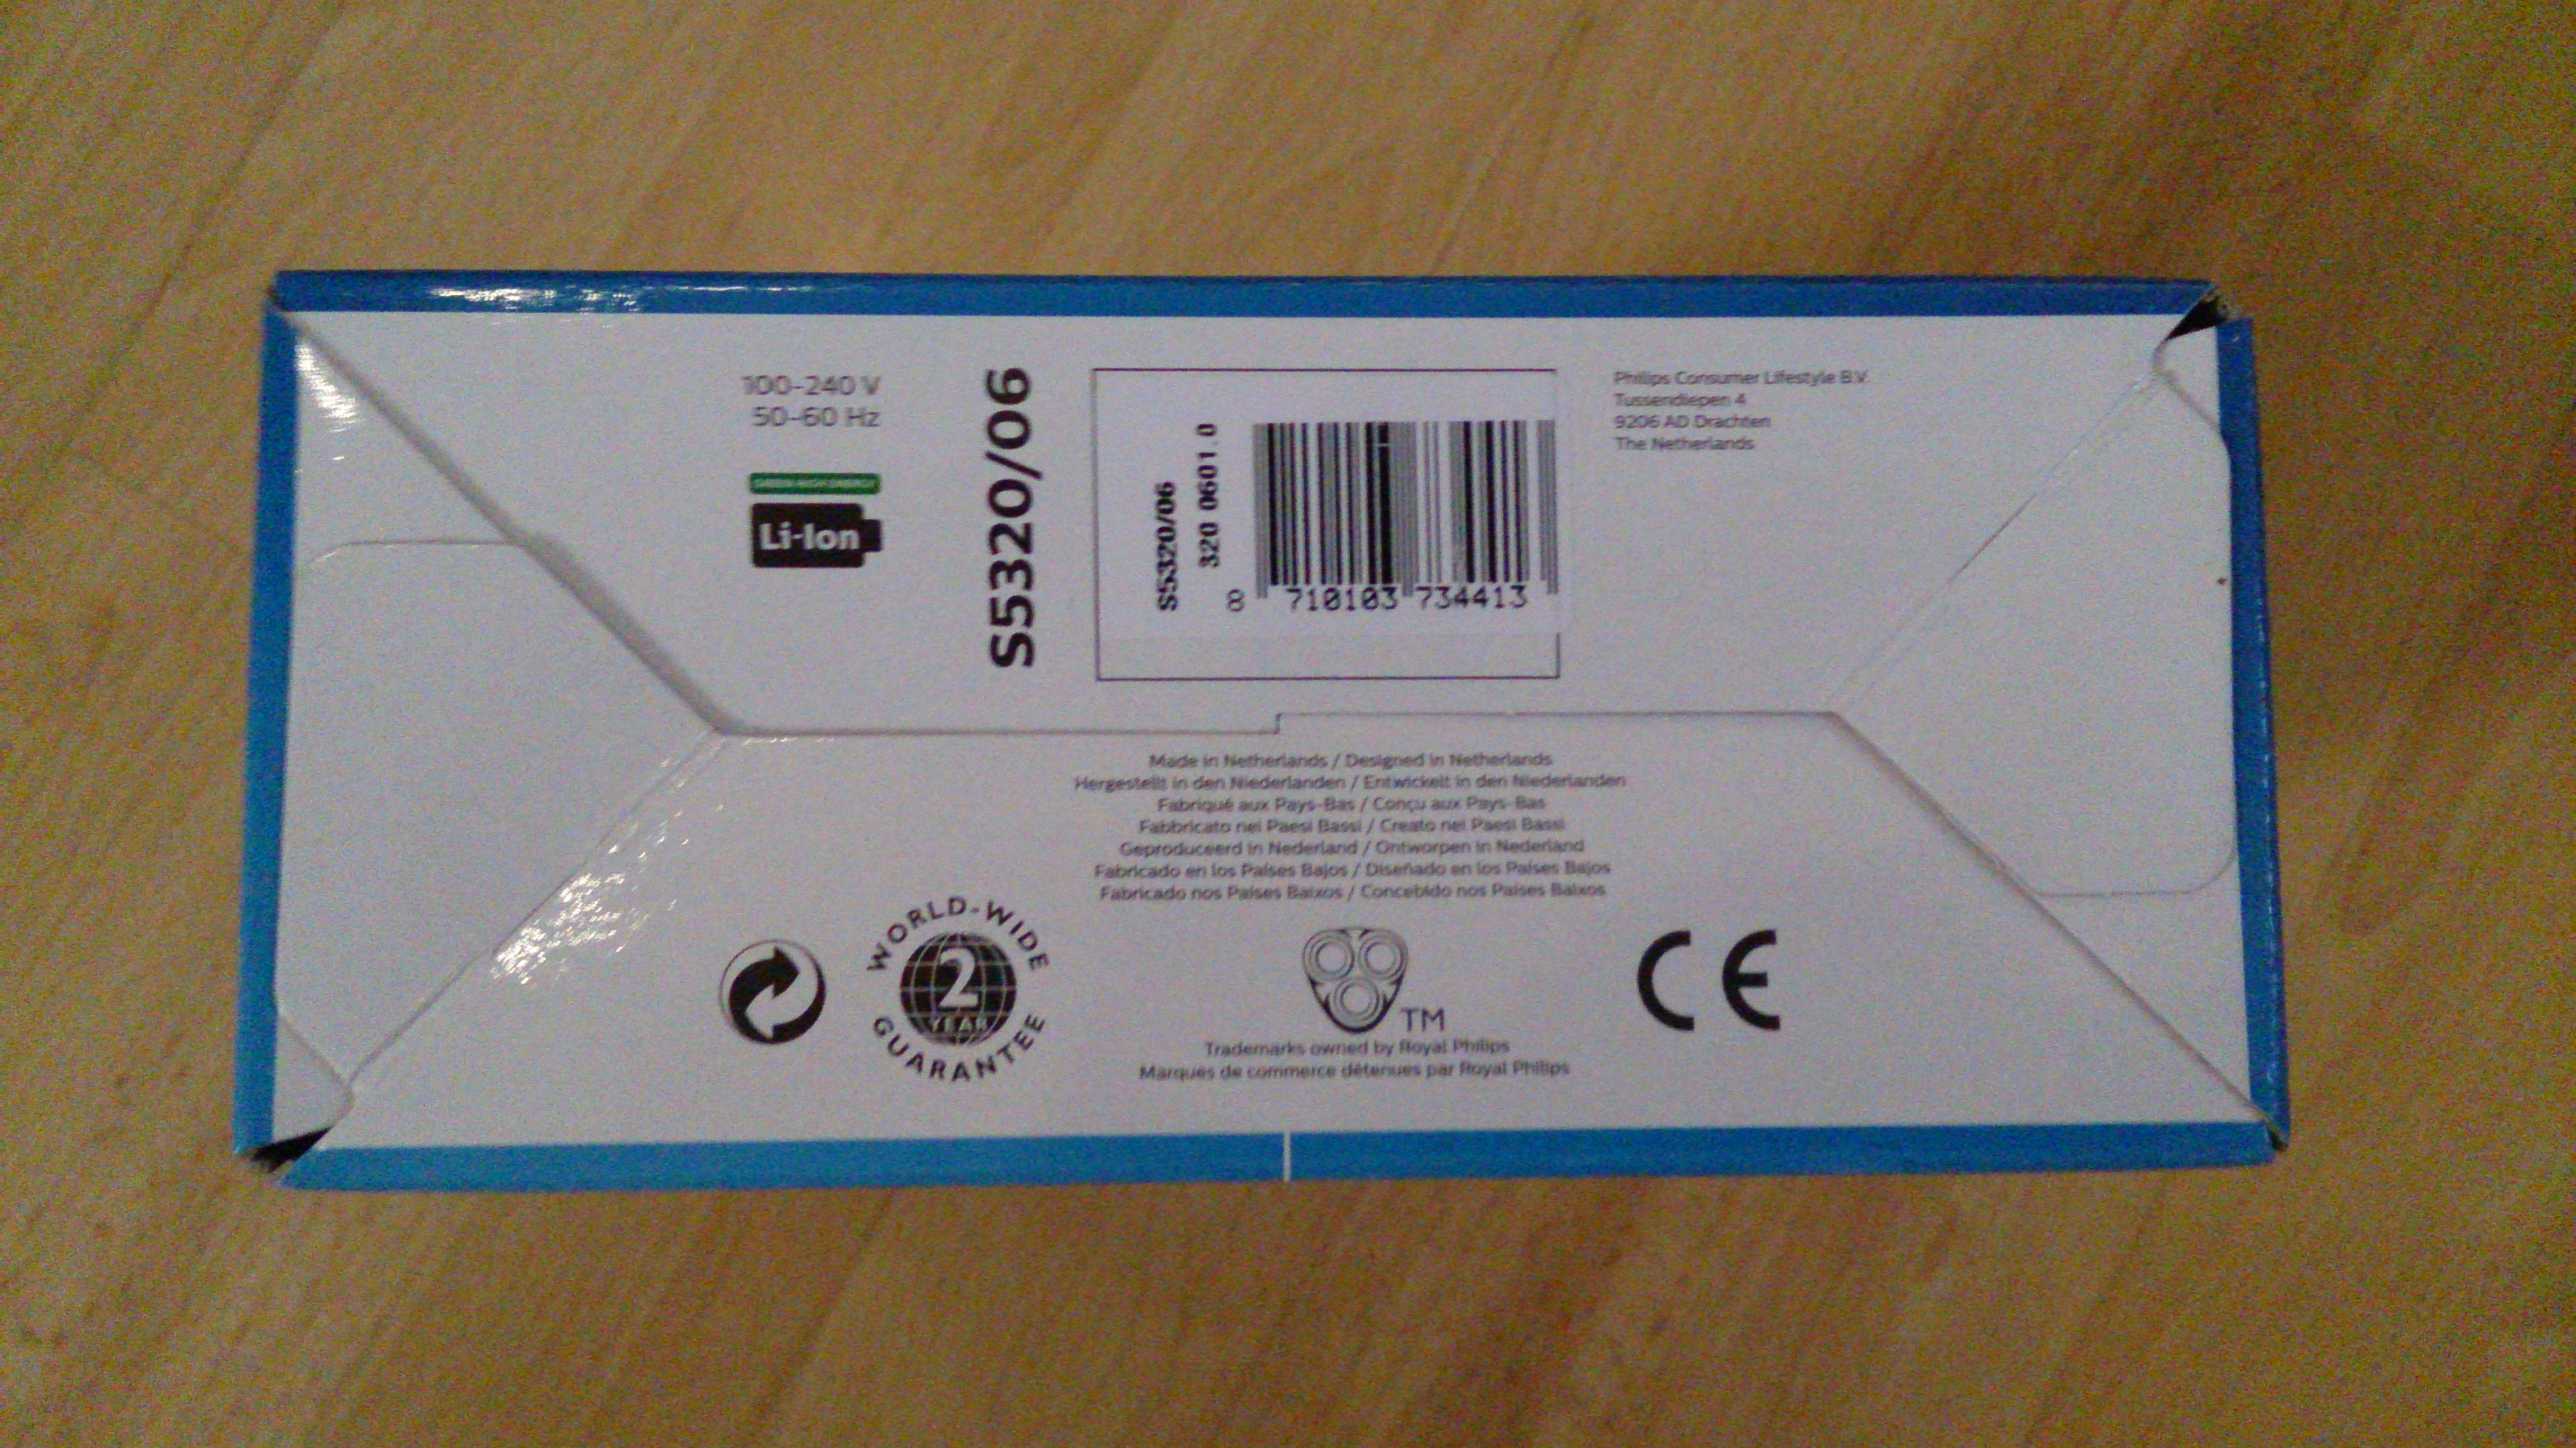 100-240 V
50-60 Hz
GREEN HIGH ENERGY
Li-Ion
S5320/06
S5320/06
320 0601.0
8 710103 734413
Philips Consumer Lifestyle B.V.
Tussendiepen 4
9206 AD Drachten
The Netherlands
Made in Netherlands / Designed in Netherlands
Hergestellt in den Niederlanden / Entwickelt in den Niederlanden
Fabriqué aux Pays-Bas / Conçu aux Pays-Bas
Fabbricato nei Paesi Bassi / Creato nei Paesi Bassi
Geproduceerd in Nederland / Ontworpen in Nederland
Fabricado en los Países Bajos / Diseñado en los Países Bajos
Fabricado nos Países Baixos / Concebido nos Países Baixos
WORLD-WIDE
2
YEAR
GUARANTEE
TM
Trademarks owned by Royal Philips
Marques de commerce détenues par Royal Philips
CE